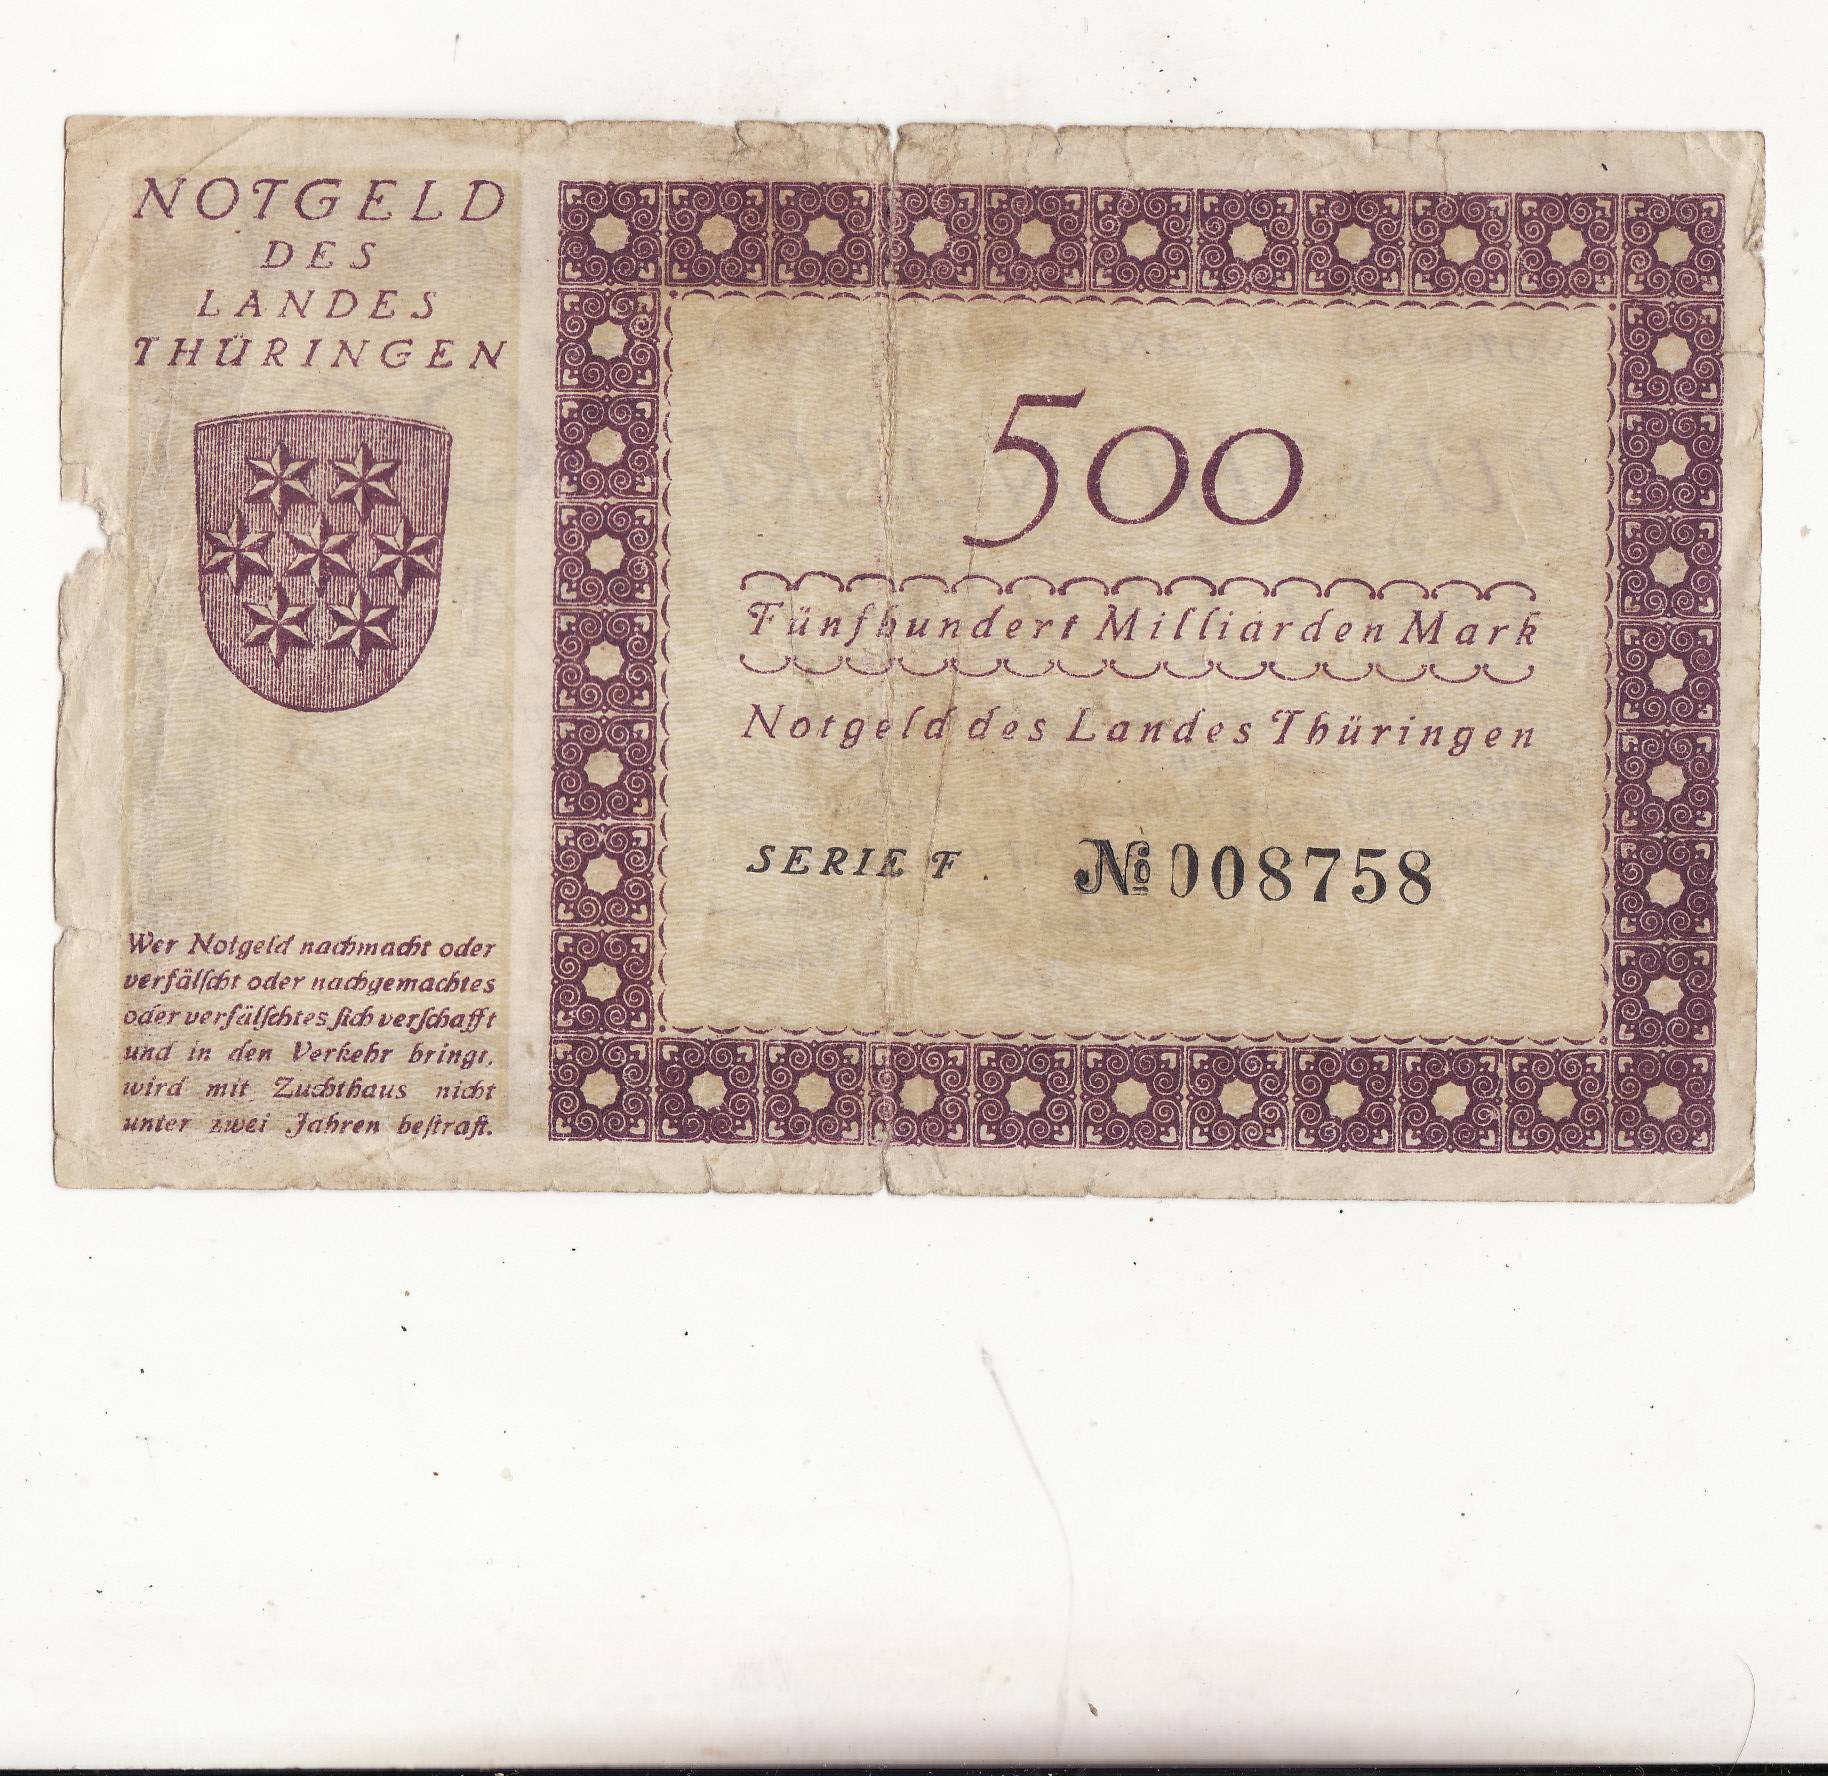 NOTGELD
DES
LANDES
THÜRINGEN
500
Fünfhundert Milliarden Mark
Notgeld des Landes Thüringen
SERIE F. № 008758
Wer Notgeld nachmacht oder
verfälſcht oder nachgemachtes
oder verfälſchtes ſich verſchafft
und in den Verkehr bringt,
wird mit Zuchthaus nicht
unter zwei Jahren beſtraft.